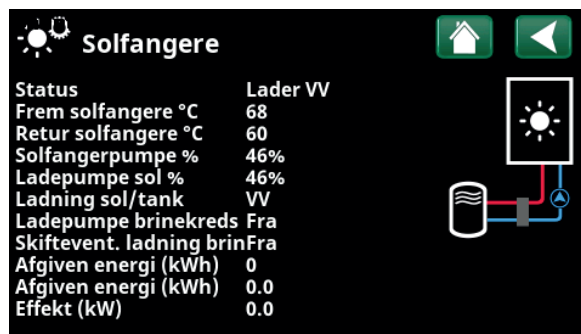 Solfangere
Status Lader VV
Frem solfangere °C 68
Retur solfangere °C 60
Solfangerpumpe % 46%
Ladepumpe sol % 46%
Ladning sol/tank VV
Ladepumpe brinekreds Fra
Skiftevent. ladning brinFra
Afgiven energi (kWh) 0
Afgiven energi (kWh) 0.0
Effekt (kW) 0.0